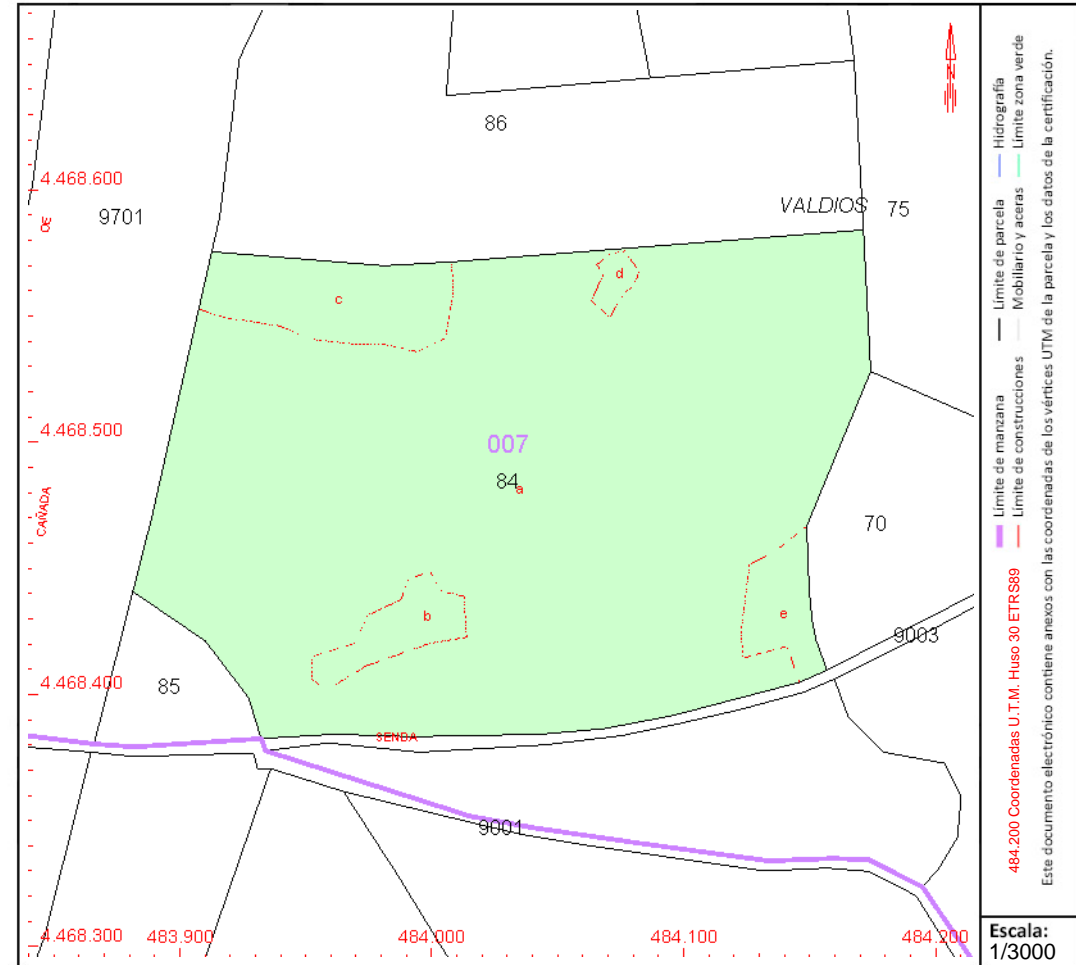 86
4.468.600
9701
DE
VALDIOS 75
d
c
4.468.500
007
84
a
CAÑADA
70
b
e
9003
4.468.400
85
SENDA
9001
4.468.300 483.900 484.000 484.100 484.200
N
Límite de manzana Límite de parcela Hidrografía
484.200 Coordenadas U.T.M. Huso 30 ETRS89 Límite de construcciones Mobiliario y aceras Límite zona verde
Este documento electrónico contiene anexos con las coordenadas de los vértices UTM de la parcela y los datos de la certificación.
Escala:
1/3000